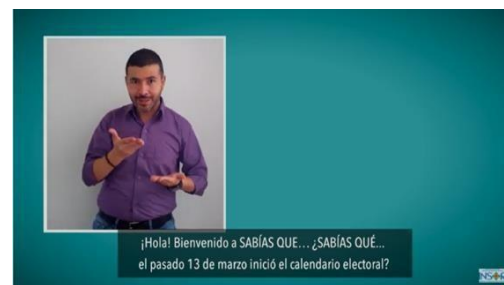 ¡Hola! Bienvenido a SABÍAS QUE... ¿SABÍAS QUÉ...
el pasado 13 de marzo inició el calendario electoral?